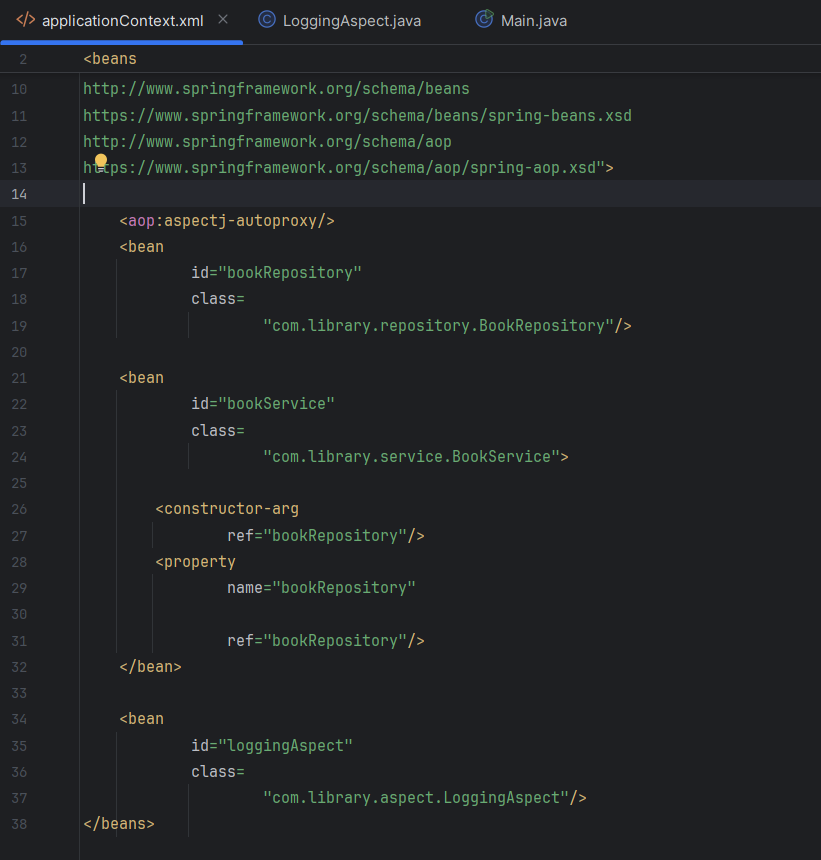 </> applicationContext.xml × C LoggingAspect.java C Main.java
2 <beans
10 http://www.springframework.org/schema/beans
11 https://www.springframework.org/schema/beans/spring-beans.xsd
12 http://www.springframework.org/schema/aop
13 https://www.springframework.org/schema/aop/spring-aop.xsd">
14
15 <aop:aspectj-autoproxy/>
16 <bean
17 id="bookRepository"
18 class=
19 "com.library.repository.BookRepository"/>
20
21 <bean
22 id="bookService"
23 class=
24 "com.library.service.BookService">
25
26 <constructor-arg
27 ref="bookRepository"/>
28 <property
29 name="bookRepository"
30
31 ref="bookRepository"/>
32 </bean>
33
34 <bean
35 id="loggingAspect"
36 class=
37 "com.library.aspect.LoggingAspect"/>
38 </beans>